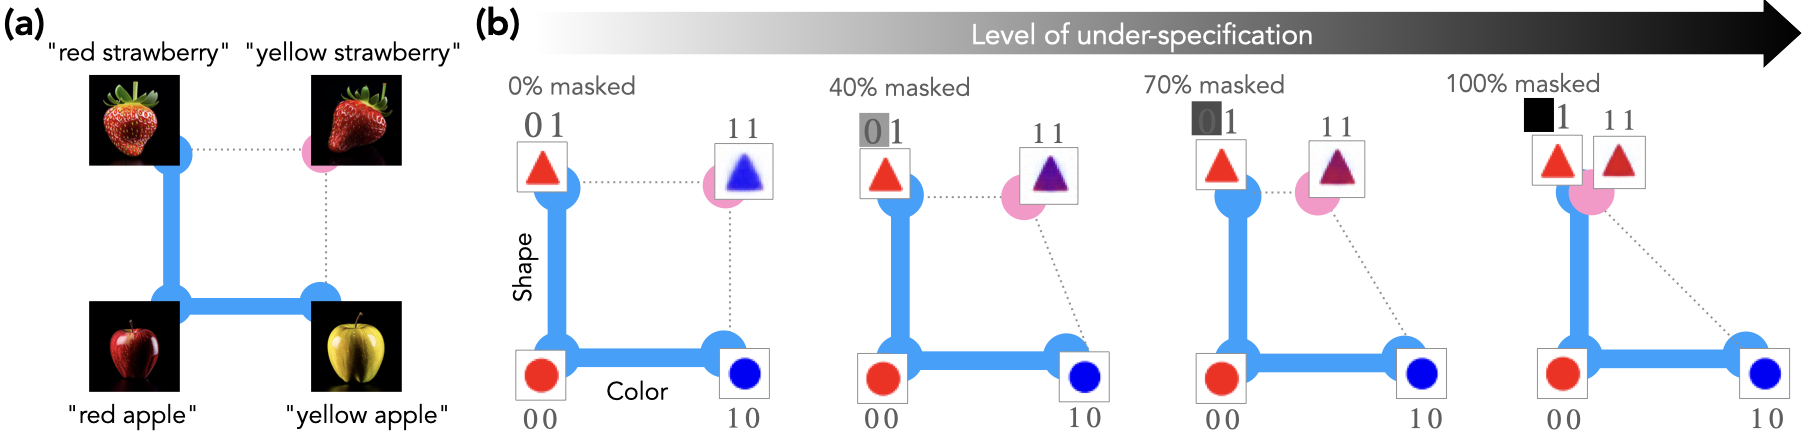 (a)
"red strawberry" "yellow strawberry"
"red apple" "yellow apple"
(b)
Level of under-specification
0% masked
40% masked
70% masked
100% masked
0 1
1 1
0 1
1 1
0 1
1 1
1
1 1
Shape
Color
0 0
1 0
0 0
1 0
0 0
1 0
0 0
1 0